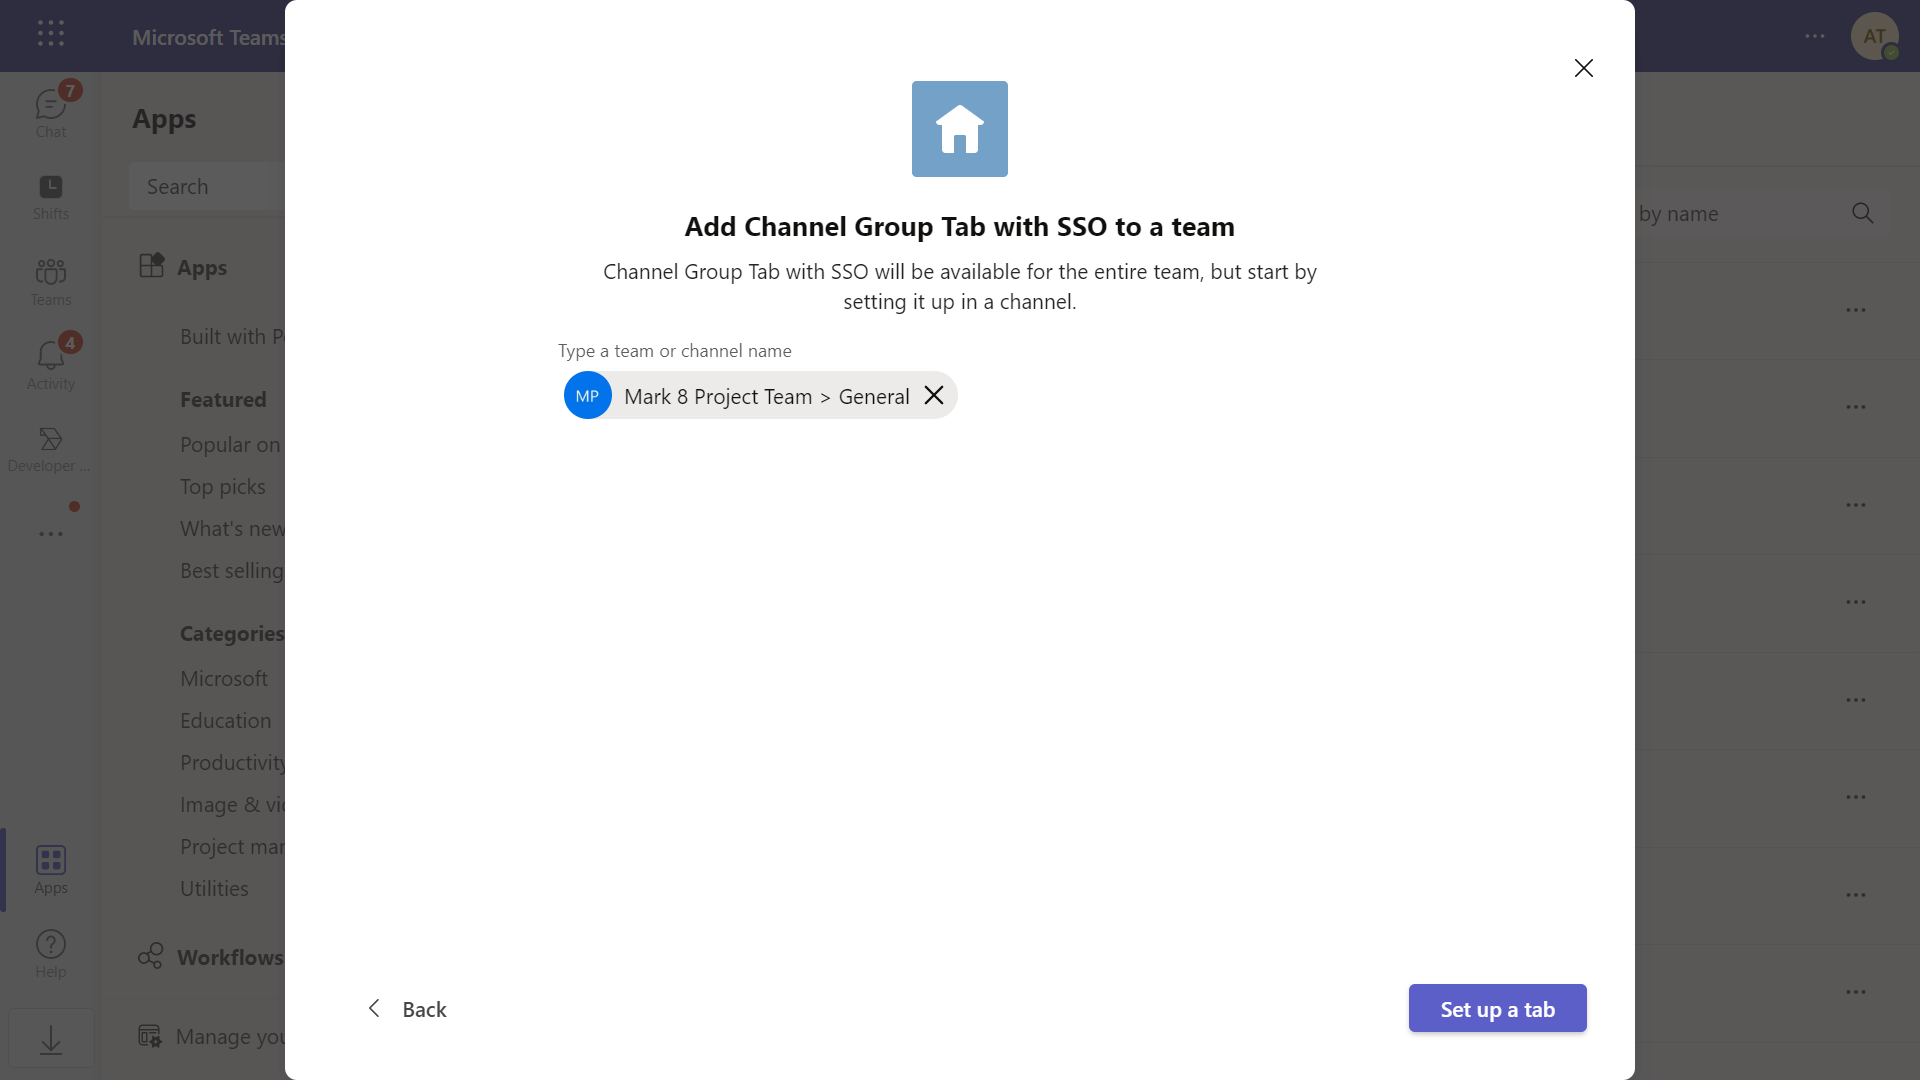 Microsoft Teams
AT
7
Chat
Shifts
Teams
4
Activity
Developer ...
Apps
Help
Apps
Search
Apps
Built with P
Featured
Popular on
Top picks
What's new
Best selling
Categories
Microsoft
Education
Productivity
Image & vi
Project ma
Utilities
Workflows
Manage you
Add Channel Group Tab with SSO to a team
Channel Group Tab with SSO will be available for the entire team, but start by
setting it up in a channel.
Type a team or channel name
MP Mark 8 Project Team > General
Back
Set up a tab
by name